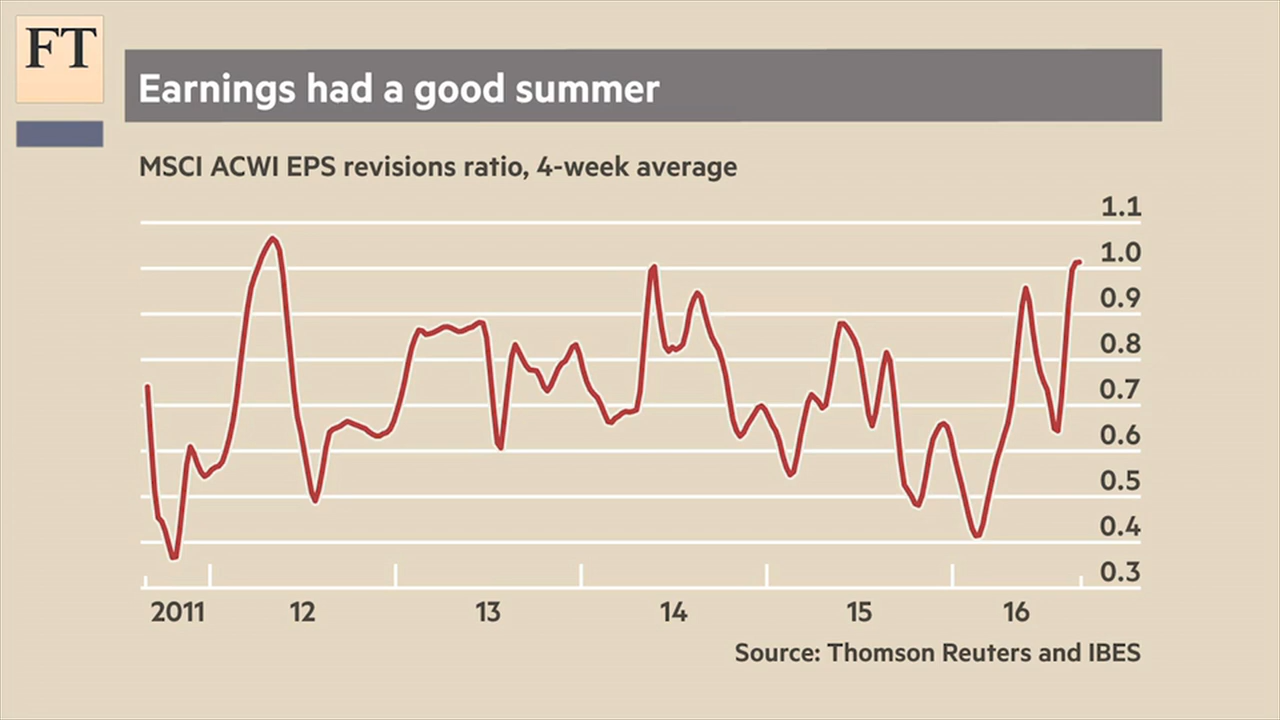 FT
Earnings had a good summer
MSCI ACWI EPS revisions ratio, 4-week average
1.1
1.0
0.9
0.8
0.7
0.6
0.5
0.4
0.3
2011 12 13 14 15 16
Source: Thomson Reuters and IBES